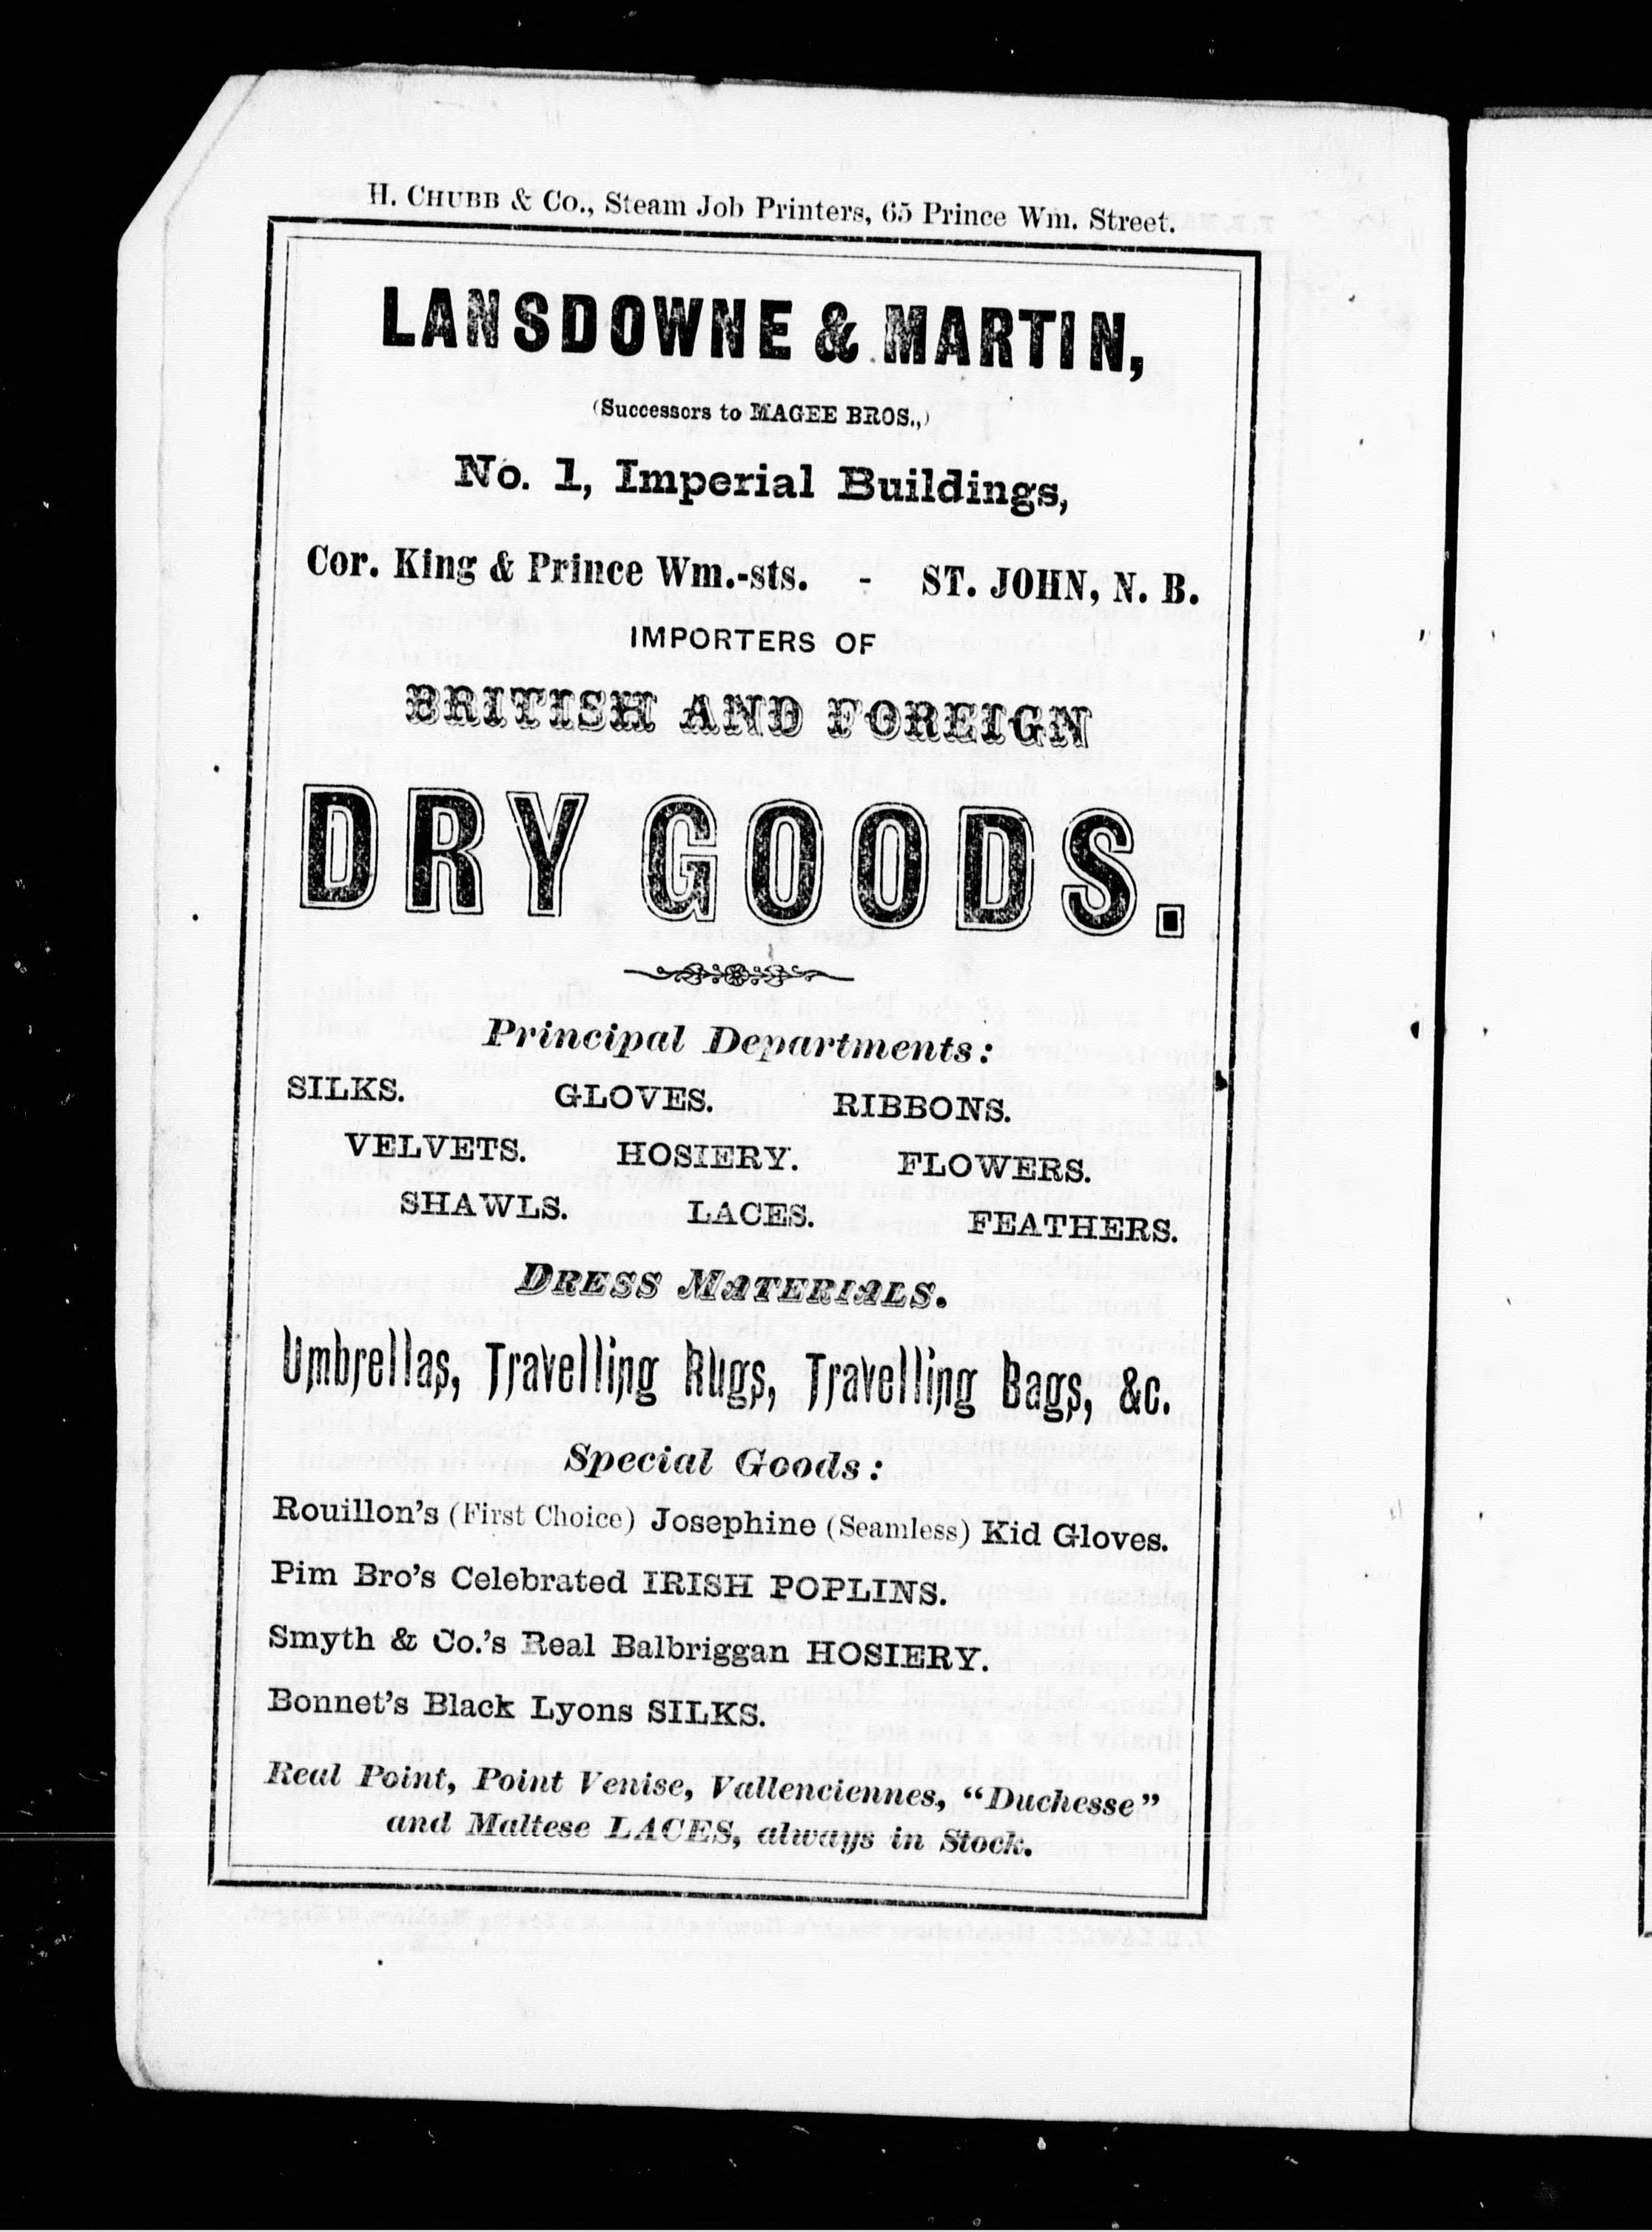 H. CHUBB & Co., Steam Job Printers, 65 Prince Wm. Street.
LANSDOWNE & MARTIN,
(Successors to MAGEE BROS.,)
No. 1, Imperial Buildings,
Cor. King & Prince Wm.-sts. - ST. JOHN, N. B.
IMPORTERS OF
BRITISH AND FOREIGN
DRY GOODS.
Principal Departments:
SILKS. GLOVES. RIBBONS.
VELVETS. HOSIERY. FLOWERS.
SHAWLS. LACES. FEATHERS.
DRESS MATERIALS.
Umbrellas, Travelling Rugs, Travelling Bags, &c.
Special Goods:
Rouillon's (First Choice) Josephine (Seamless) Kid Gloves.
Pim Bro's Celebrated IRISH POPLINS.
Smyth & Co.'s Real Balbriggan HOSIERY.
Bonnet's Black Lyons SILKS.
Real Point, Point Venise, Vallenciennes, "Duchesse"
and Maltese LACES, always in Stock.